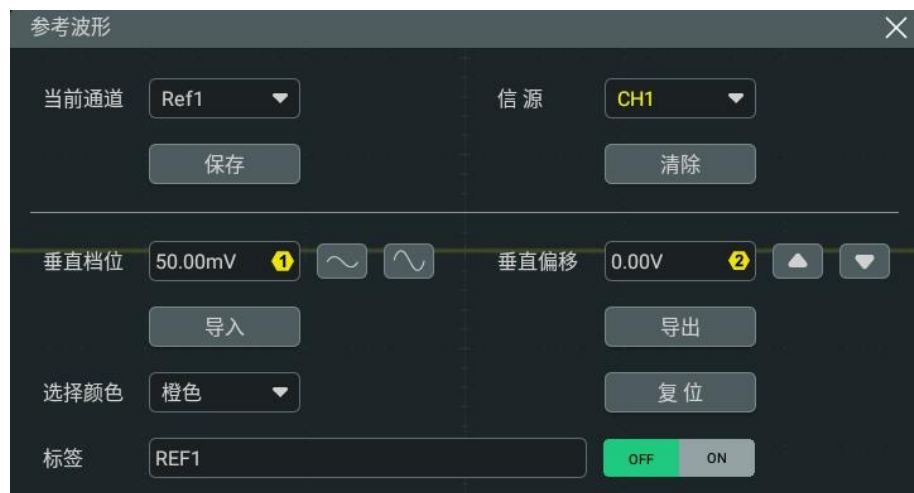 参考波形
当前通道 Ref1 信源 CH1
保存 清除
垂直档位 50.00mV 1 垂直偏移 0.00V 2
导入 导出
选择颜色 橙色 复位
标签 REF1 OFF ON